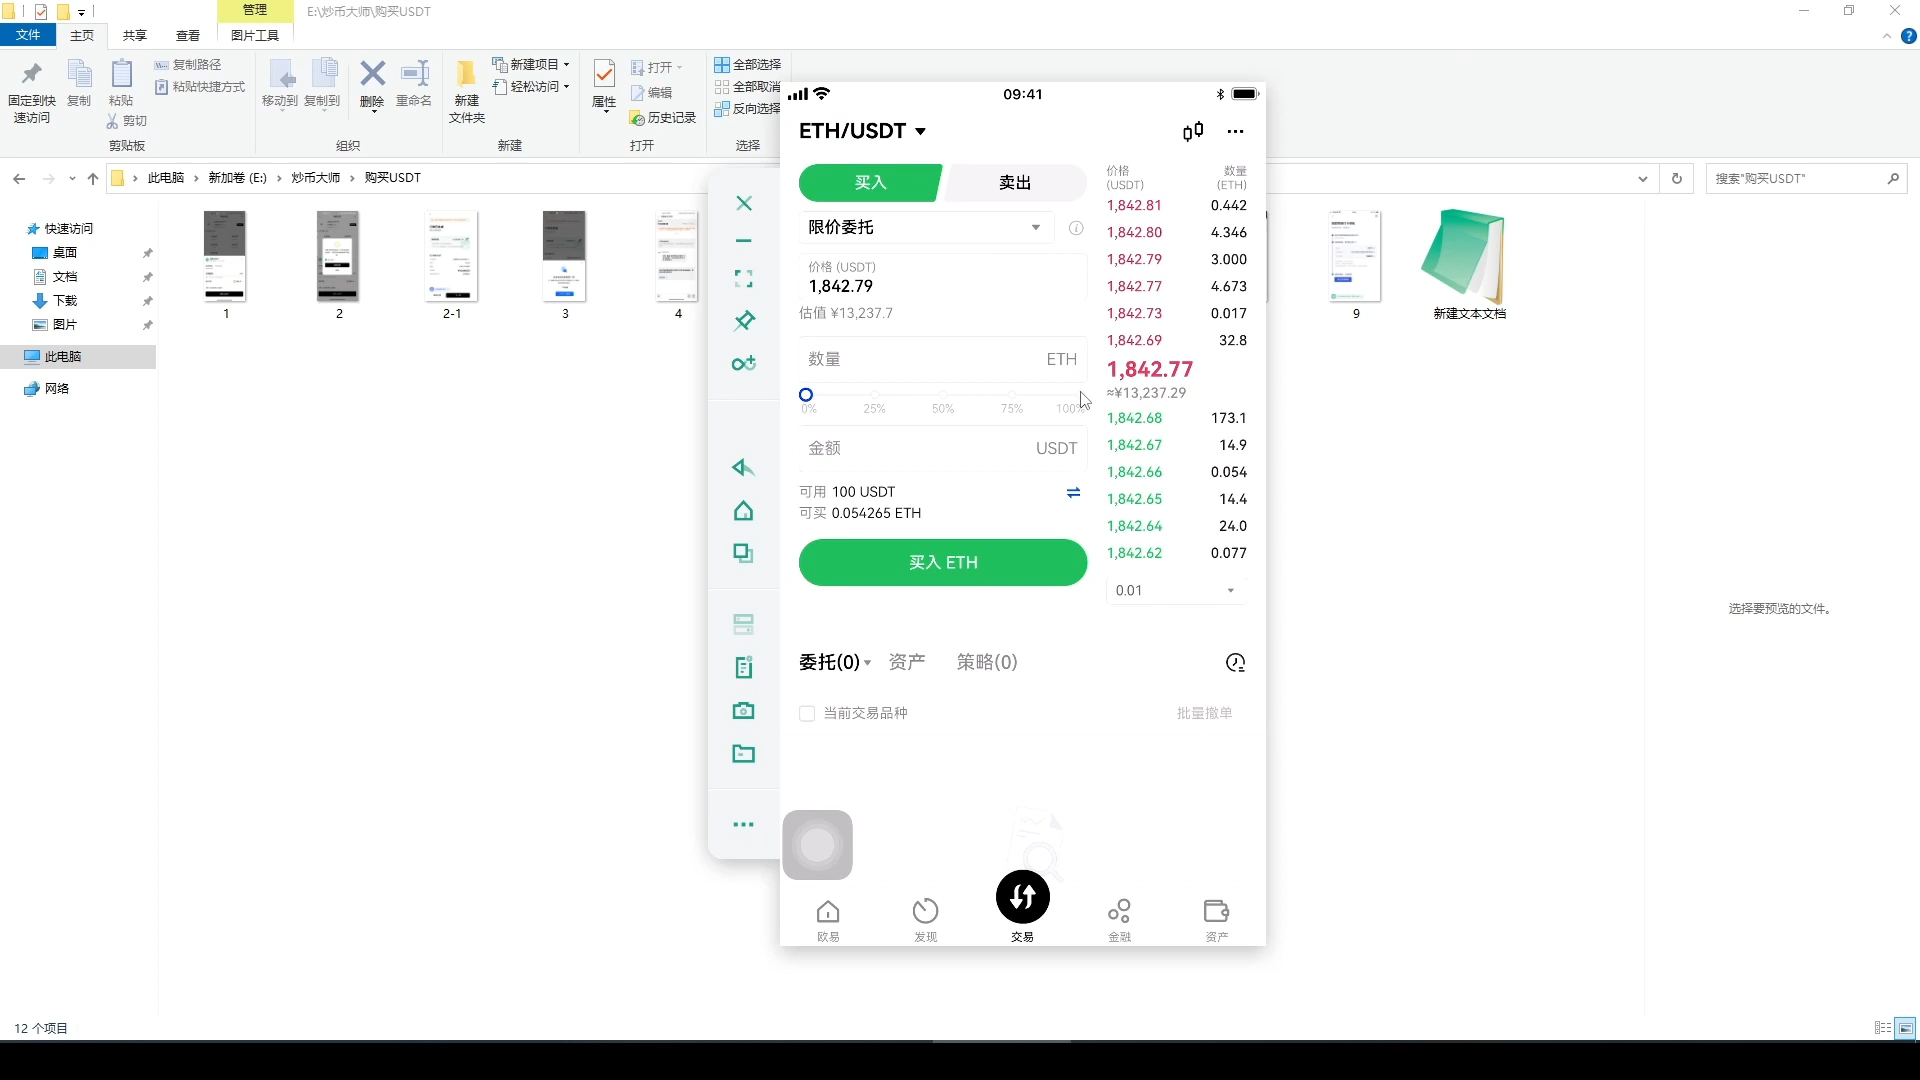 管理
E:\炒币大师\购买USDT
文件
主页
共享
查看
图片工具
固定到快
速访问
复制
粘贴
复制路径
粘贴快捷方式
剪切
剪贴板
移动到
复制到
删除
重命名
组织
新建
文件夹
新建项目
轻松访问
新建
属性
打开
编辑
历史记录
打开
全部选择
全部取消
反向选择
选择
此电脑 › 新加卷 (E:) › 炒币大师 › 购买USDT
搜索"购买USDT"
快速访问
桌面
文档
下载
图片
此电脑
网络
1
2
2-1
3
4
9
新建文本文档
选择要预览的文件。
12 个项目
09:41
ETH/USDT
买入
卖出
限价委托
价格 (USDT)
1,842.79
估值 ¥13,237.7
数量
ETH
0%
25%
50%
75%
100%
金额
USDT
可用 100 USDT
可买 0.054265 ETH
买入 ETH
价格
(USDT)
数量
(ETH)
1,842.81 0.442
1,842.80 4.346
1,842.79 3.000
1,842.77 4.673
1,842.73 0.017
1,842.69 32.8
1,842.77
≈¥13,237.29
1,842.68 173.1
1,842.67 14.9
1,842.66 0.054
1,842.65 14.4
1,842.64 24.0
1,842.62 0.077
0.01
委托(0)
资产
策略(0)
当前交易品种
批量撤单
欧易
发现
交易
金融
资产